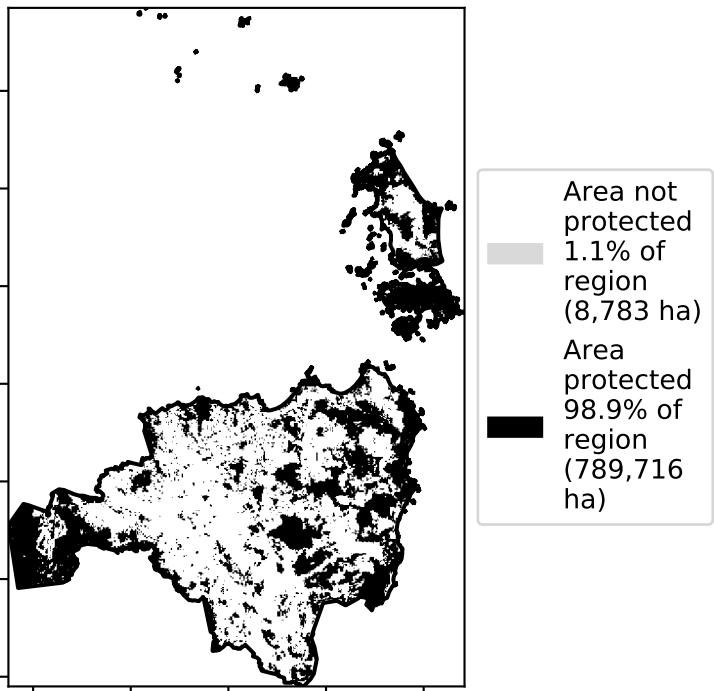 Area not
protected
1.1% of
region
(8,783 ha)
Area
protected
98.9% of
region
(789,716
ha)